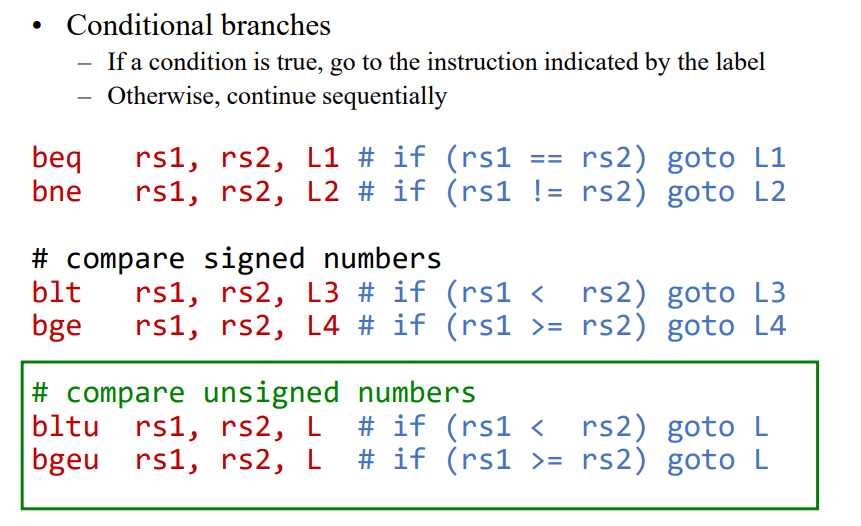 • Conditional branches
– If a condition is true, go to the instruction indicated by the label
– Otherwise, continue sequentially
beq   rs1, rs2, L1 # if (rs1 == rs2) goto L1
bne   rs1, rs2, L2 # if (rs1 != rs2) goto L2
# compare signed numbers
blt   rs1, rs2, L3 # if (rs1 <  rs2) goto L3
bge   rs1, rs2, L4 # if (rs1 >= rs2) goto L4
# compare unsigned numbers
bltu  rs1, rs2, L  # if (rs1 <  rs2) goto L
bgeu  rs1, rs2, L  # if (rs1 >= rs2) goto L